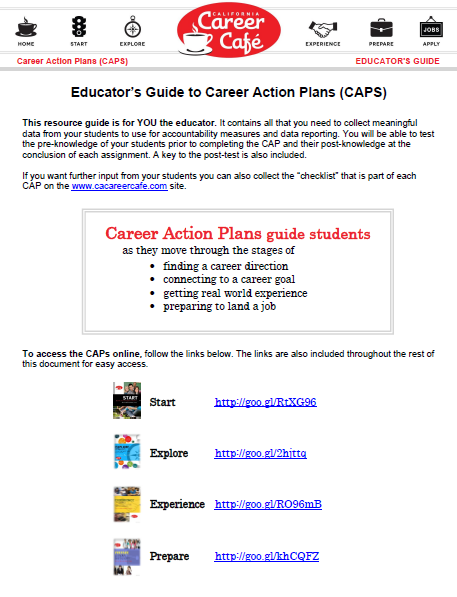 CALIFORNIA
Career
Café
HOME START EXPLORE EXPERIENCE PREPARE JOBS APPLY
Career Action Plans (CAPS) EDUCATOR'S GUIDE
Educator's Guide to Career Action Plans (CAPS)
This resource guide is for YOU the educator. It contains all that you need to collect meaningful
data from your students to use for accountability measures and data reporting. You will be able to test
the pre-knowledge of your students prior to completing the CAP and their post-knowledge at the
conclusion of each assignment. A key to the post-test is also included.
If you want further input from your students you can also collect the "checklist" that is part of each
CAP on the www.cacareercafe.com site.
Career Action Plans guide students
as they move through the stages of
• finding a career direction
• connecting to a career goal
• getting real world experience
• preparing to land a job
To access the CAPs online, follow the links below. The links are also included throughout the rest of
this document for easy access.
START
Start http://goo.gl/RtXG96
Explore http://goo.gl/2hjttq
Experience http://goo.gl/RO96mB
Prepare http://goo.gl/khCQFZ